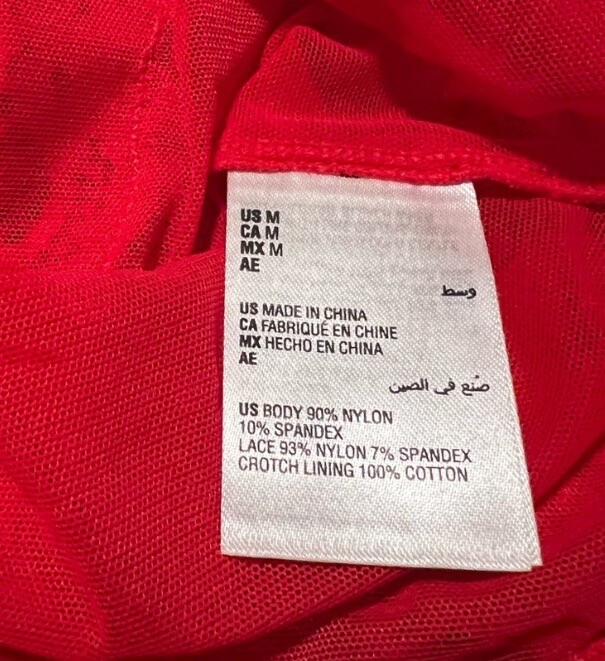 US M
CA M
MX M
AE
وسط
US MADE IN CHINA
CA FABRIQUÉ EN CHINE
MX HECHO EN CHINA
AE
صُنع في الصين
US BODY 90% NYLON
10% SPANDEX
LACE 93% NYLON 7% SPANDEX
CROTCH LINING 100% COTTON